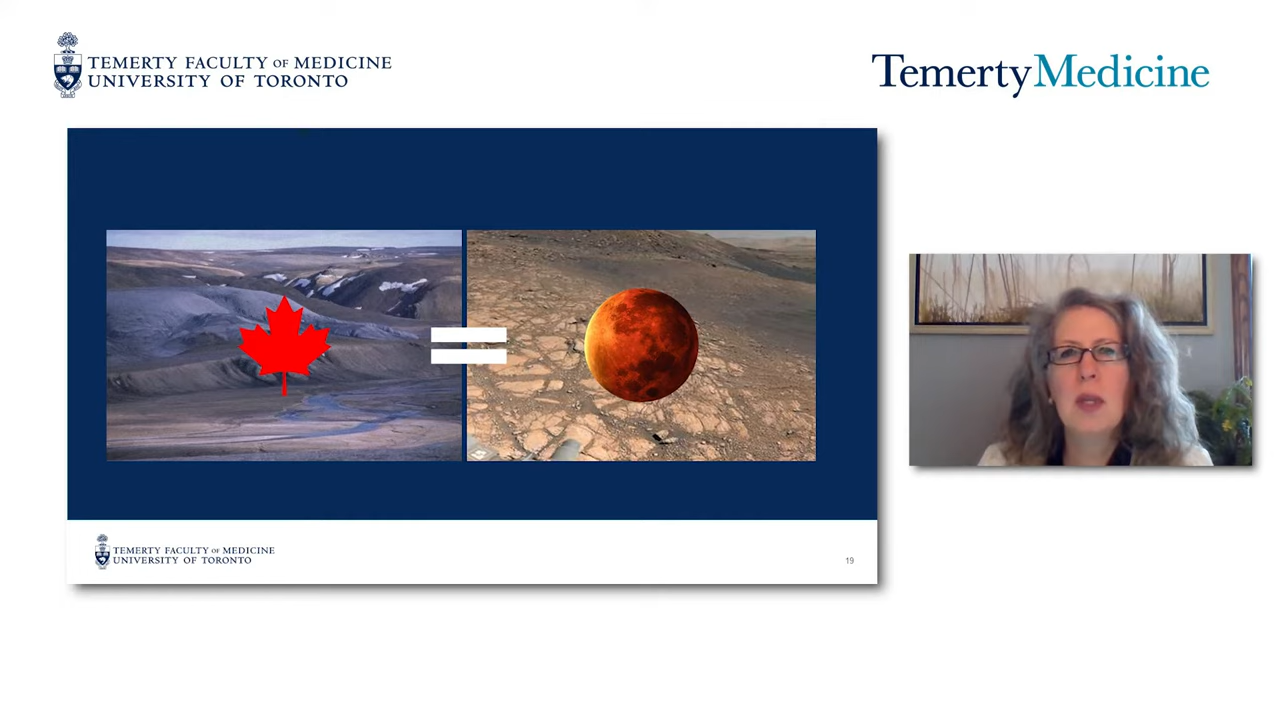 TEMERTY FACULTY OF MEDICINE
UNIVERSITY OF TORONTO
TemertyMedicine
TEMERTY FACULTY OF MEDICINE
UNIVERSITY OF TORONTO
19